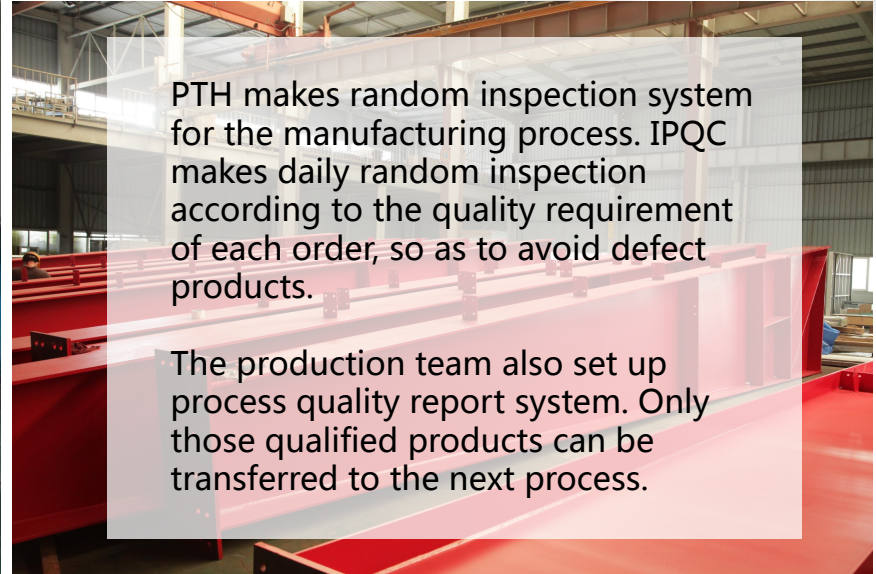 PTH makes random inspection system
for the manufacturing process. IPQC
makes daily random inspection
according to the quality requirement
of each order, so as to avoid defect
products.
The production team also set up
process quality report system. Only
those qualified products can be
transferred to the next process.